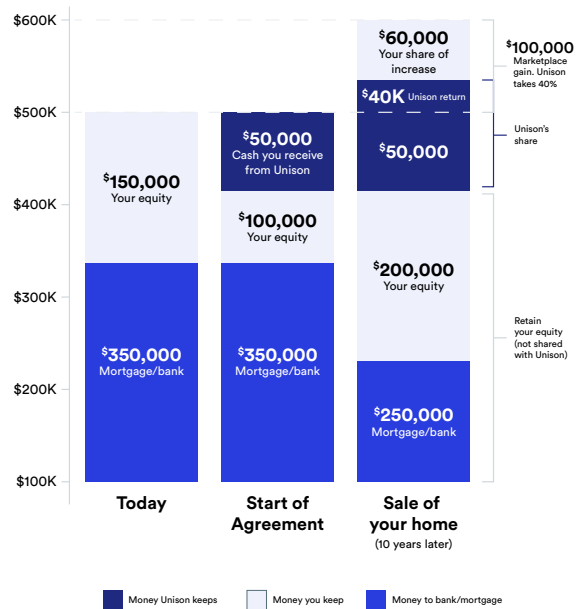 $600K
$500K
$400K
$300K
$200K
$100K
$150,000
Your equity
$350,000
Mortgage/bank
Today
$50,000
Cash you receive
from Unison
$100,000
Your equity
$350,000
Mortgage/bank
Start of
Agreement
$60,000
Your share of
increase
$40K Unison return
$50,000
$200,000
Your equity
$250,000
Mortgage/bank
Sale of
your home
(10 years later)
$100,000
Marketplace
gain. Unison
takes 40%
Unison's
share
Retain
your equity
(not shared
with Unison)
Money Unison keeps
Money you keep
Money to bank/mortgage